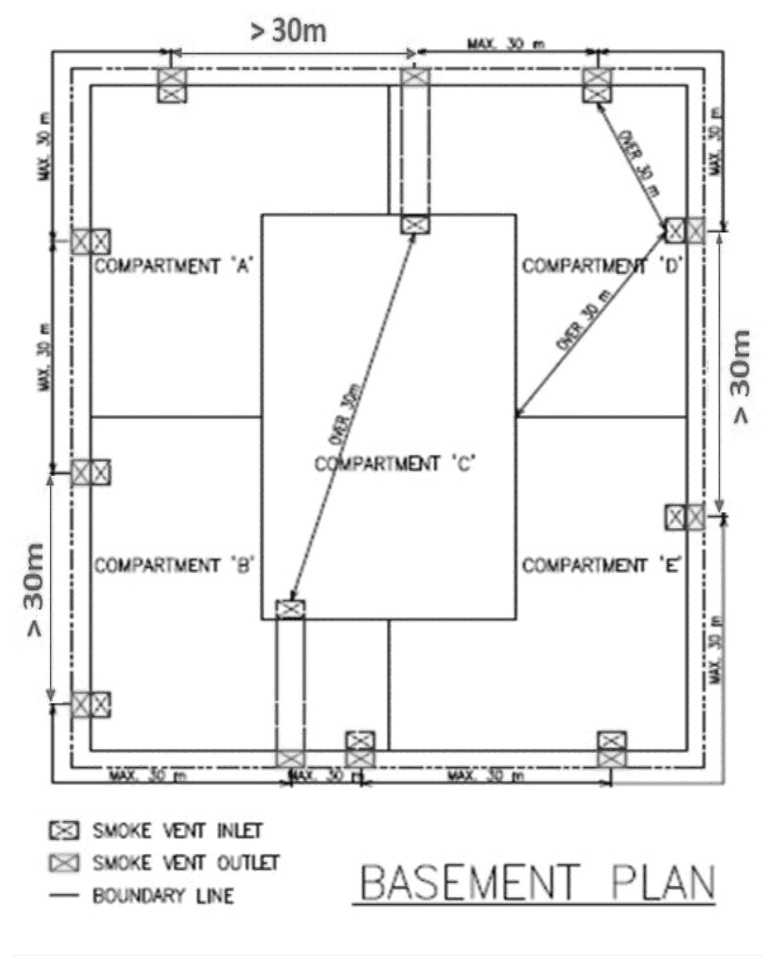 > 30m
MAX. 30 m
MAX. 30 m
OVER 30 m
MAX. 30 m
COMPARTMENT 'A'
COMPARTMENT 'D'
OVER 30 m
MAX. 30 m
> 30m
OVER 30m
COMPARTMENT 'C'
COMPARTMENT 'B'
COMPARTMENT 'E'
> 30m
MAX. 30 m
MAX. 30 m
MAX. 30 m
MAX. 30 m
SMOKE VENT INLET
SMOKE VENT OUTLET
BOUNDARY LINE
BASEMENT PLAN